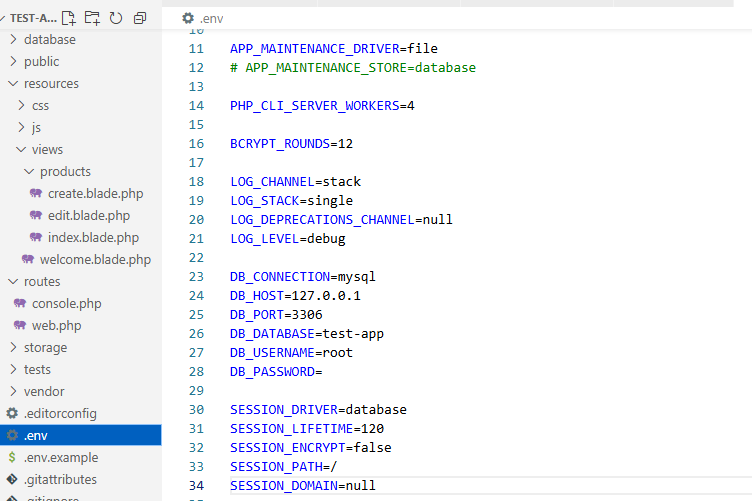 TEST-A...
database
public
resources
css
js
views
products
create.blade.php
edit.blade.php
index.blade.php
welcome.blade.php
routes
console.php
web.php
storage
tests
vendor
.editorconfig
.env
.env.example
.gitattributes
.gitignore
.env
10
11 APP_MAINTENANCE_DRIVER=file
12 # APP_MAINTENANCE_STORE=database
13
14 PHP_CLI_SERVER_WORKERS=4
15
16 BCRYPT_ROUNDS=12
17
18 LOG_CHANNEL=stack
19 LOG_STACK=single
20 LOG_DEPRECATIONS_CHANNEL=null
21 LOG_LEVEL=debug
22
23 DB_CONNECTION=mysql
24 DB_HOST=127.0.0.1
25 DB_PORT=3306
26 DB_DATABASE=test-app
27 DB_USERNAME=root
28 DB_PASSWORD=
29
30 SESSION_DRIVER=database
31 SESSION_LIFETIME=120
32 SESSION_ENCRYPT=false
33 SESSION_PATH=/
34 SESSION_DOMAIN=null